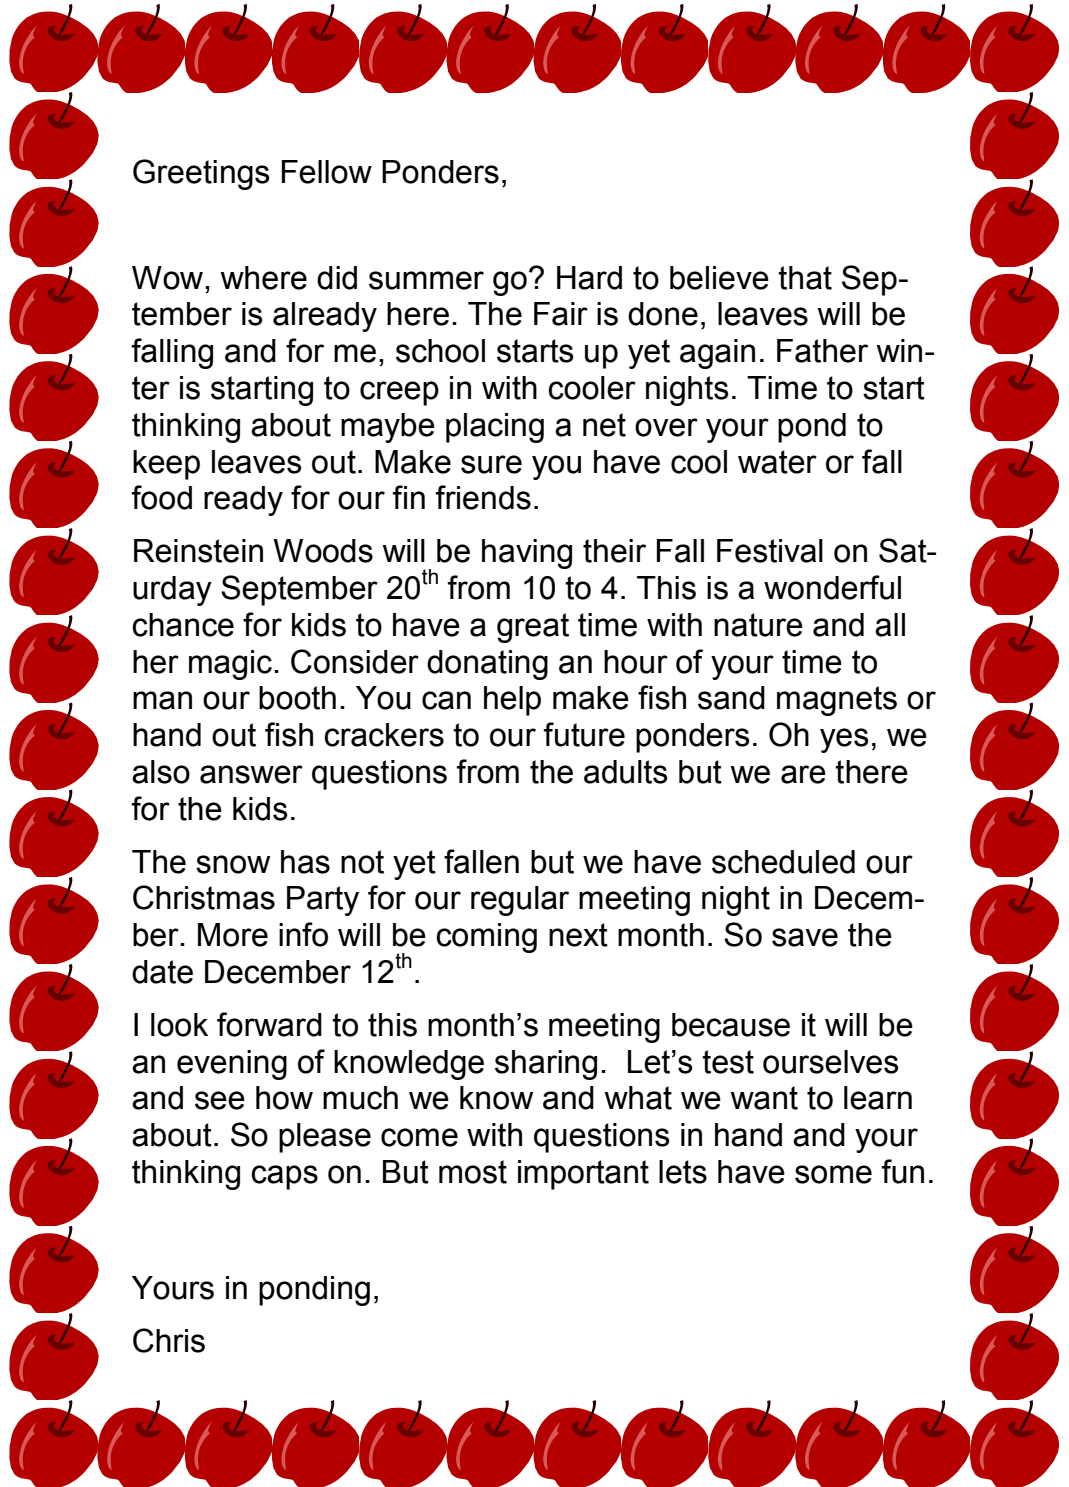 Greetings Fellow Ponders,
Wow, where did summer go? Hard to believe that Sep-
tember is already here. The Fair is done, leaves will be
falling and for me, school starts up yet again. Father win-
ter is starting to creep in with cooler nights. Time to start
thinking about maybe placing a net over your pond to
keep leaves out. Make sure you have cool water or fall
food ready for our fin friends.
Reinstein Woods will be having their Fall Festival on Sat-
urday September 20th from 10 to 4. This is a wonderful
chance for kids to have a great time with nature and all
her magic. Consider donating an hour of your time to
man our booth. You can help make fish sand magnets or
hand out fish crackers to our future ponders. Oh yes, we
also answer questions from the adults but we are there
for the kids.
The snow has not yet fallen but we have scheduled our
Christmas Party for our regular meeting night in Decem-
ber. More info will be coming next month. So save the
date December 12th.
I look forward to this month’s meeting because it will be
an evening of knowledge sharing.  Let’s test ourselves
and see how much we know and what we want to learn
about. So please come with questions in hand and your
thinking caps on. But most important lets have some fun.
Yours in ponding,
Chris